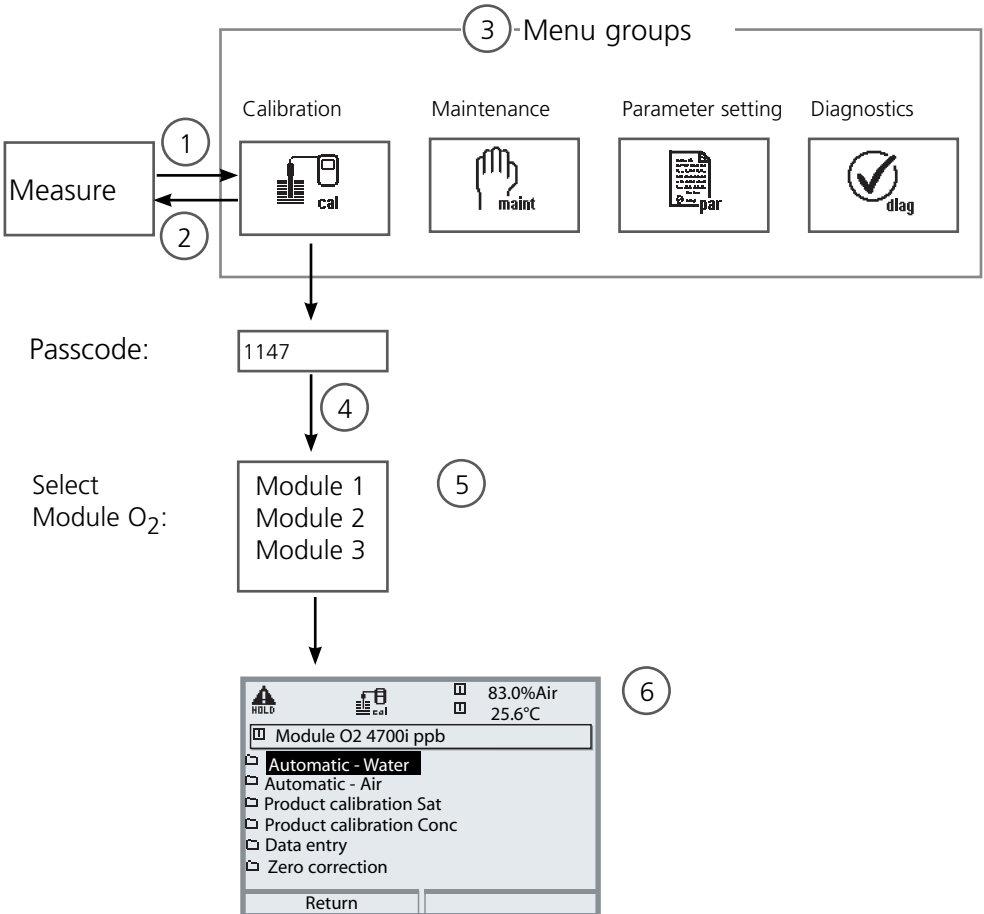 3
Menu groups
Calibration
Maintenance
Parameter setting
Diagnostics
1
Measure
2
cal
maint
par
diag
Passcode:
1147
4
Select
Module O2:
Module 1
Module 2
Module 3
5
HOLD
cal
83.0%Air
25.6°C
6
Module O2 4700i ppb
Automatic - Water
Automatic - Air
Product calibration Sat
Product calibration Conc
Data entry
Zero correction
Return